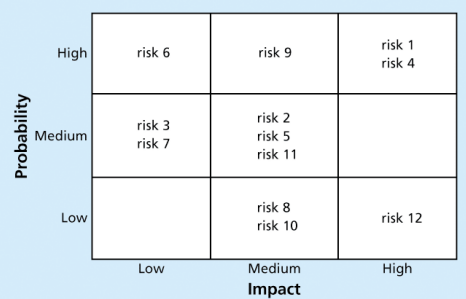 High
risk 6
risk 9
risk 1
risk 4
Probability
Medium
risk 3
risk 7
risk 2
risk 5
risk 11
Low
risk 8
risk 10
risk 12
Low
Medium
High
Impact